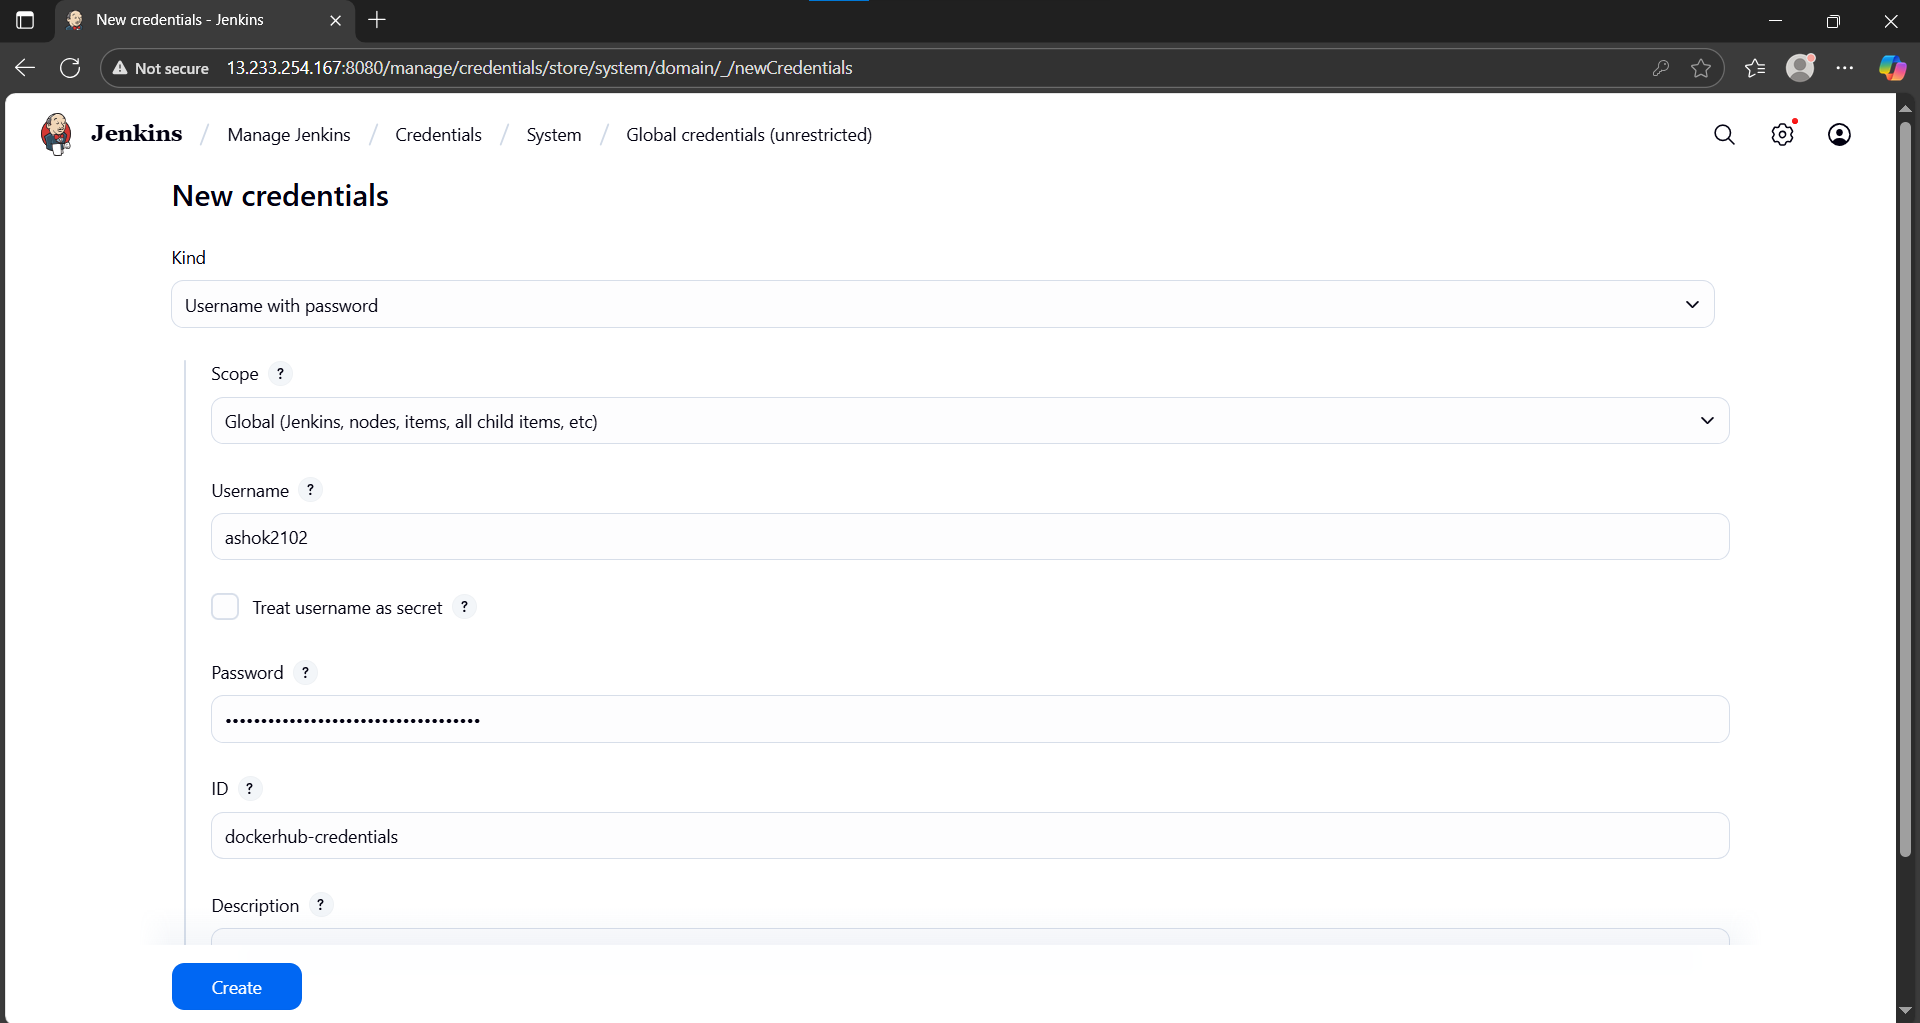 New credentials - Jenkins
Not secure 13.233.254.167:8080/manage/credentials/store/system/domain/_/newCredentials
Jenkins / Manage Jenkins / Credentials / System / Global credentials (unrestricted)
New credentials
Kind
Username with password
Scope ?
Global (Jenkins, nodes, items, all child items, etc)
Username ?
ashok2102
Treat username as secret ?
Password ?
••••••••••••••••••••••••••••••••••••
ID ?
dockerhub-credentials
Description ?
Create